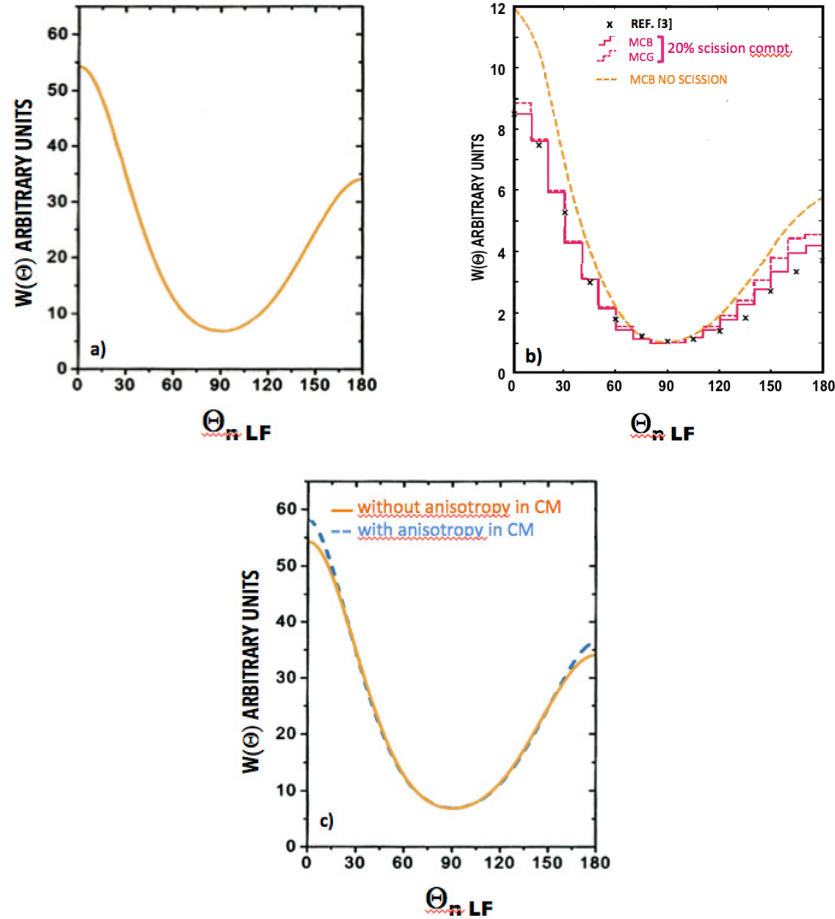 W(Θ) ARBITRARY UNITS
60
50
40
30
20
10
0
a)
0 30 60 90 120 150 180
Θn LF
W(Θ) ARBITRARY UNITS
12
10
8
6
4
2
0
x REF. [3]
MCB
MCG
20% scission compt.
MCB NO SCISSION
b)
0 30 60 90 120 150 180
Θn LF
W(Θ) ARBITRARY UNITS
60
50
40
30
20
10
0
without anisotropy in CM
with anisotropy in CM
c)
0 30 60 90 120 150 180
Θn LF